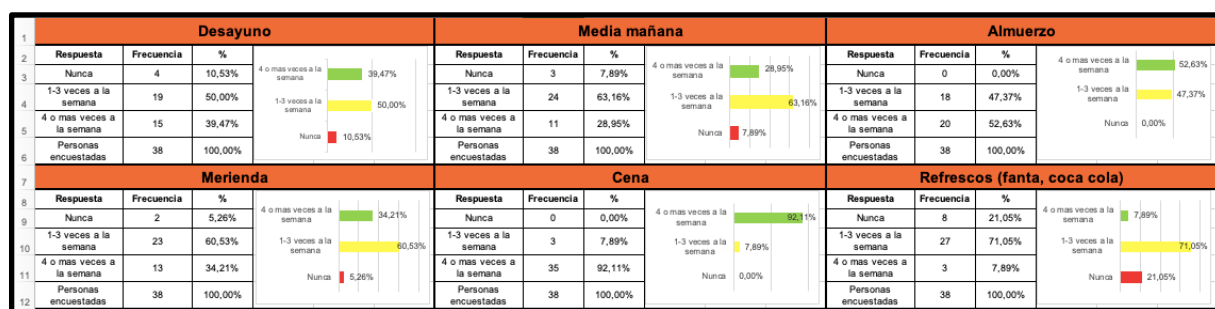 1
Desayuno
Media mañana
Almuerzo
2
Respuesta Frecuencia %
4 o mas veces a la
semana
39,47%
Respuesta Frecuencia %
4 o mas veces a la
semana
28,95%
Respuesta Frecuencia %
4 o mas veces a la
semana
52,63%
3
Nunca 4 10,53%
Nunca 3 7,89%
Nunca 0 0,00%
4
1-3 veces a la
semana
19 50,00%
1-3 veces a la
semana
50,00%
1-3 veces a la
semana
24 63,16%
1-3 veces a la
semana
63,16%
1-3 veces a la
semana
18 47,37%
1-3 veces a la
semana
47,37%
5
4 o mas veces a
la semana
15 39,47%
Nunca 10,53%
4 o mas veces a
la semana
11 28,95%
Nunca 7,89%
4 o mas veces a
la semana
20 52,63%
Nunca 0,00%
6
Personas
encuestadas
38 100,00%
Personas
encuestadas
38 100,00%
Personas
encuestadas
38 100,00%
7
Merienda
Cena
Refrescos (fanta, coca cola)
8
Respuesta Frecuencia %
4 o mas veces a la
semana
34,21%
Respuesta Frecuencia %
4 o mas veces a la
semana
92,11%
Respuesta Frecuencia %
4 o mas veces a la
semana
7,89%
9
Nunca 2 5,26%
Nunca 0 0,00%
Nunca 8 21,05%
10
1-3 veces a la
semana
23 60,53%
1-3 veces a la
semana
60,53%
1-3 veces a la
semana
3 7,89%
1-3 veces a la
semana
7,89%
1-3 veces a la
semana
27 71,05%
1-3 veces a la
semana
71,05%
11
4 o mas veces a
la semana
13 34,21%
Nunca 5,26%
4 o mas veces a
la semana
35 92,11%
Nunca 0,00%
4 o mas veces a
la semana
3 7,89%
Nunca 21,05%
12
Personas
encuestadas
38 100,00%
Personas
encuestadas
38 100,00%
Personas
encuestadas
38 100,00%